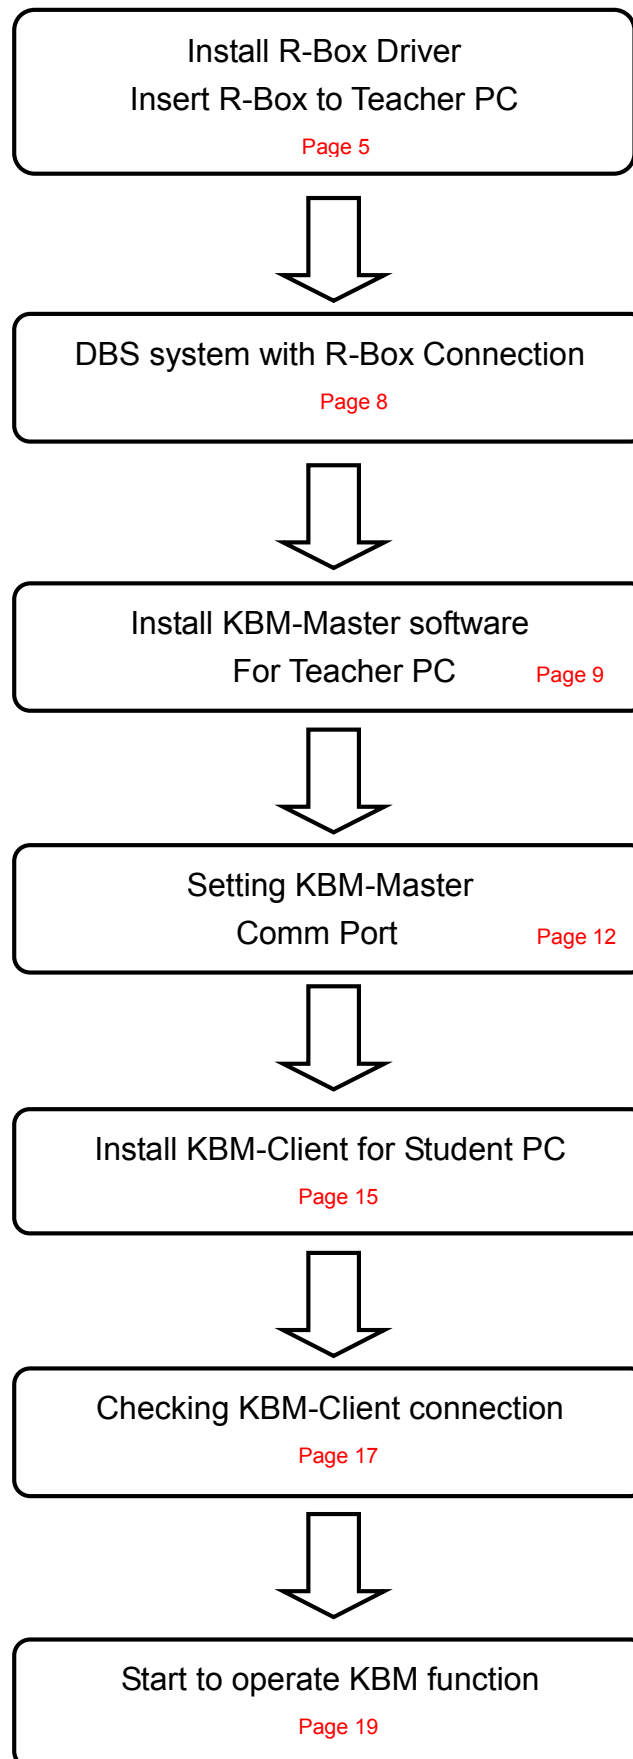 Install R-Box Driver
Insert R-Box to Teacher PC
Page 5
DBS system with R-Box Connection
Page 8
Install KBM-Master software
For Teacher PC Page 9
Setting KBM-Master
Comm Port Page 12
Install KBM-Client for Student PC
Page 15
Checking KBM-Client connection
Page 17
Start to operate KBM function
Page 19